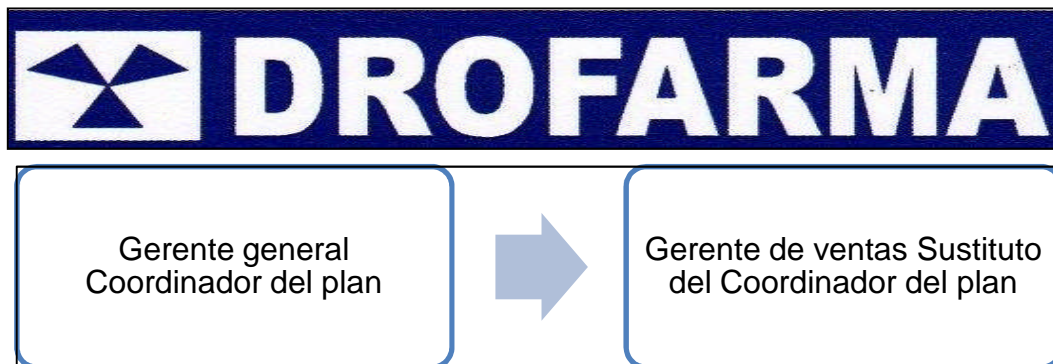 DROFARMA
Gerente general
Coordinador del plan
Gerente de ventas Sustituto
del Coordinador del plan